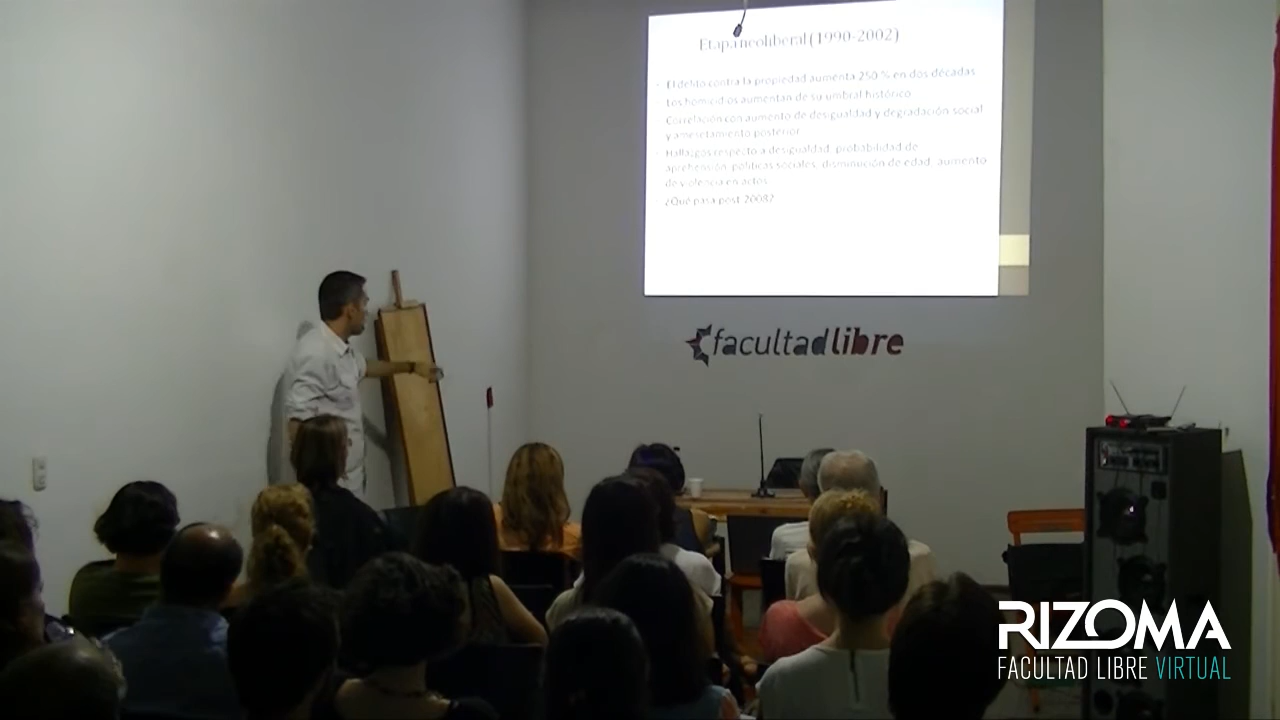 Etapa neoliberal (1990-2002)
El delito contra la propiedad aumenta 250 % en dos décadas
Los homicidios aumentan de su umbral histórico
Correlación con aumento de desigualdad y degradación social
y amesetamiento posterior
Hallazgos respecto a desigualdad, probabilidad de
aprehensión, políticas sociales, disminución de edad, aumento
de violencia en actos
¿Qué pasa post 2008?
facultadlibre
RIZOMA
FACULTAD LIBRE VIRTUAL